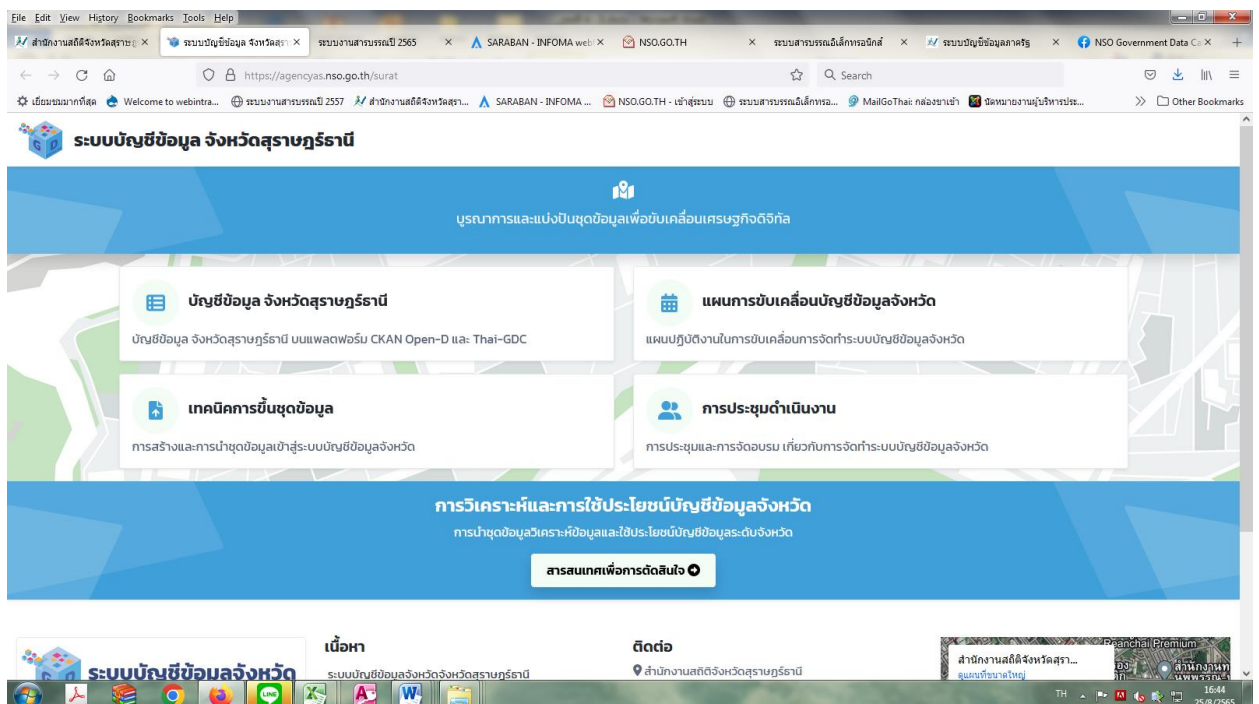 File Edit View History Bookmarks Tools Help
สำนักงานสถิติจังหวัดสุราษฎ
ระบบบัญชีข้อมูล จังหวัดสุรา
ระบบงานสารบรรณปี 2565
SARABAN - INFOMA web
NSO.GO.TH
ระบบสารบรรณอิเล็กทรอนิกส์
ระบบบัญชีข้อมูลภาครัฐ
NSO Government Data Ca
https://agencyas.nso.go.th/surat
Search
เยี่ยมชมมากที่สุด
Welcome to webintra...
ระบบงานสารบรรณปี 2557
สำนักงานสถิติจังหวัดสุรา...
SARABAN - INFOMA ...
NSO.GO.TH - เข้าสู่ระบบ
ระบบสารบรรณอิเล็กทรอ...
MailGoThai: กล่องขาเข้า
นัดหมายงานผู้บริหารประ...
Other Bookmarks
G D
ระบบบัญชีข้อมูล จังหวัดสุราษฎร์ธานี
บูรณาการและแบ่งปันชุดข้อมูลเพื่อขับเคลื่อนเศรษฐกิจดิจิทัล
บัญชีข้อมูล จังหวัดสุราษฎร์ธานี
บัญชีข้อมูล จังหวัดสุราษฎร์ธานี บนแพลตฟอร์ม CKAN Open-D และ Thai-GDC
แผนการขับเคลื่อนบัญชีข้อมูลจังหวัด
แผนปฏิบัติงานในการขับเคลื่อนการจัดทำระบบบัญชีข้อมูลจังหวัด
เทคนิคการขึ้นชุดข้อมูล
การสร้างและการนำชุดข้อมูลเข้าสู่ระบบบัญชีข้อมูลจังหวัด
การประชุมดำเนินงาน
การประชุมและการจัดอบรม เกี่ยวกับการจัดทำระบบบัญชีข้อมูลจังหวัด
การวิเคราะห์และการใช้ประโยชน์บัญชีข้อมูลจังหวัด
การนำชุดข้อมูลวิเคราะห์ข้อมูลและใช้ประโยชน์บัญชีข้อมูลระดับจังหวัด
สารสนเทศเพื่อการตัดสินใจ
ระบบบัญชีข้อมูลจังหวัด
เนื้อหา
ระบบบัญชีข้อมูลจังหวัดจังหวัดสุราษฎร์ธานี
ติดต่อ
สำนักงานสถิติจังหวัดสุราษฎร์ธานี
สำนักงานสถิติจังหวัดสุรา...
ดูแผนที่ขนาดใหญ่
LINE
TH
16:44
25/8/2565